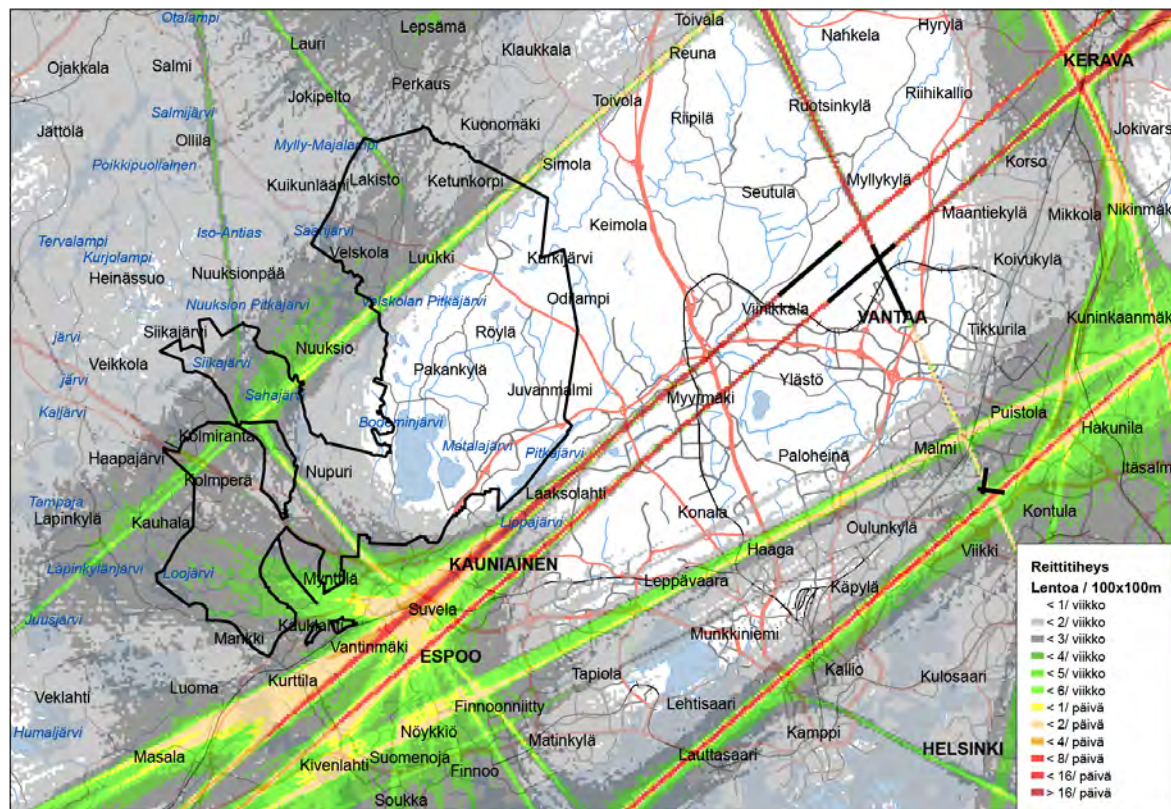 Otalampi
Lepsämä
Toivala
Hyrylä
Lauri
Nahkela
Klaukkala
Reuna
KERAVA
Salmi
Ojakkala
Perkaus
Riihikallio
Jokipelto
Toivola
Ruotsinkylä
Salmijärvi
Riipilä
Jättölä
Kuonomäki
Jokivars
Ollila
Mylly-Majalampi
Poikkipuoliainen
Simola
Korso
Kuikunlääni
Lakisto
Ketunkorpi
Myllykylä
Seutula
Maantiekylä
Mikkola
Nikinmäk
Keimola
Iso-Antias
Saarijärvi
Tervalampi
Kurjolampi
Velskola
Luukki
Kurkijärvi
Koivukylä
Heinässuo
Nuuksionpää
Nuuksion Pitkäjärvi
Velskolan Pitkäjärvi
Odilampi
Viinikkala
VANTAA
Kuninkaanmäk
Siikajärvi
järvi
Röylä
Tikkurila
Nuuksio
Veikkola
Siikajärvi
Pakankylä
järvi
Juvanmalmi
Ylästö
Sahajärvi
Myyrmäki
Kaljärvi
Puistola
Bodominjärvi
Hakunila
Kolmiranta
Matalajärvi
Malmi
Haapajärvi
Nupuri
Pitkäjärvi
Paloheinä
Itäsalm
Kolmperä
Laaksolahti
Tampaja
Lapinkylä
Kauhala
Konala
Kontula
Lippajärvi
Oulunkylä
Haaga
Viikki
Lapinkylänjärvi
Loojärvi
KAUNIAINEN
Myntti̇lä
Leppävaara
Käpylä
Suvela
Juusjärvi
Kauklahti
Mankki
Munkkiniemi
Vantinmäki
ESPOO
Kallio
Tapiola
Kulosaari
Veklahti
Luoma
Kurttila
Finnoonniitty
Lehtisaari
Humaljärvi
Nöykkiö
Kamppi
Matinkylä
HELSINKI
Masala
Suomenoja
Lauttasaari
Kivenlahti
Finnoo
Soukka
Reittitiheys
Lentoa / 100x100m
< 1/ viikko
< 2/ viikko
< 3/ viikko
< 4/ viikko
< 5/ viikko
< 6/ viikko
< 1/ päivä
< 2/ päivä
< 4/ päivä
< 8/ päivä
< 16/ päivä
> 16/ päivä